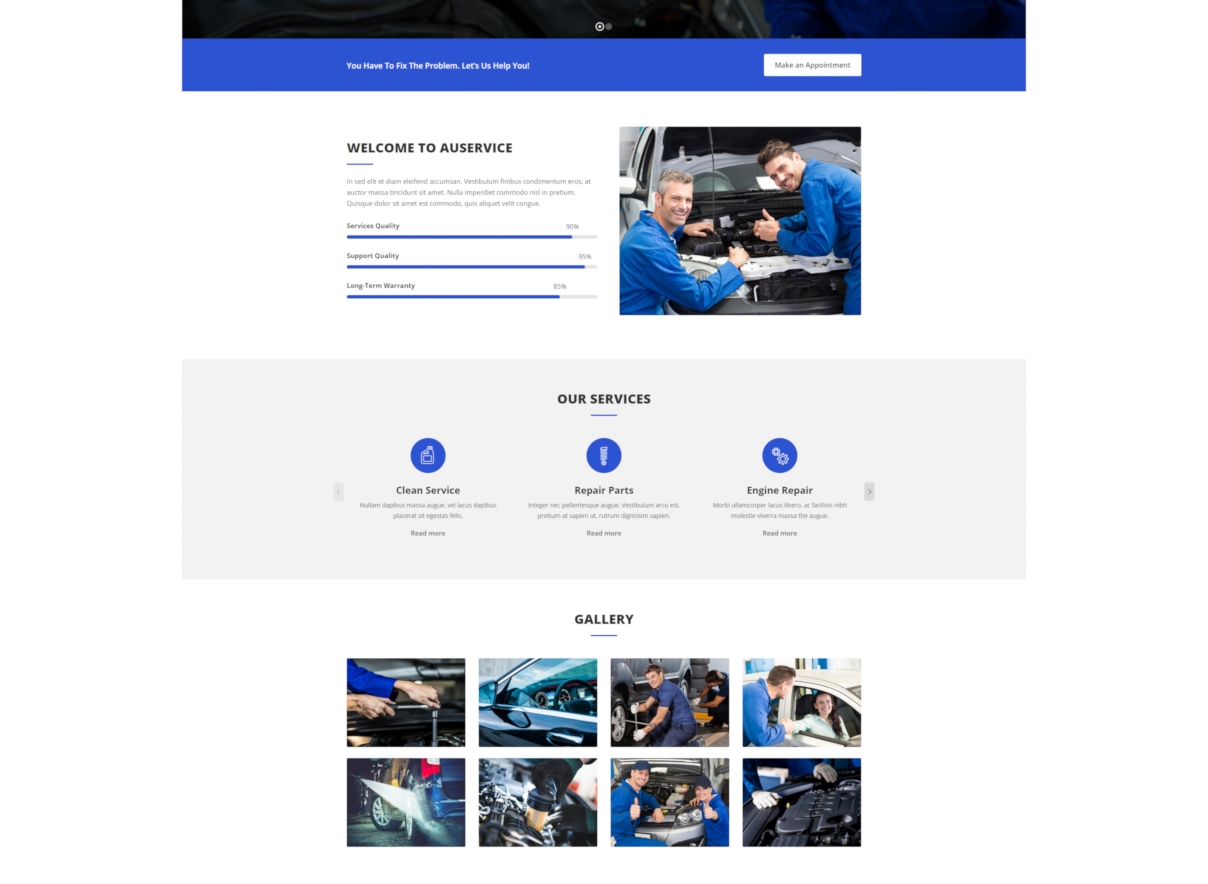 You Have To Fix The Problem. Let's Us Help You!
Make an Appointment
WELCOME TO AUSERVICE
In sed elit et diam eleifend accumsan. Vestibulum finibus condimentum eros, at
auctor massa tincidunt sit amet. Nulla imperdiet commodo nisl in pretium.
Quisque dolor sit amet est commodo, quis aliquet velit congue.
Services Quality 90%
Support Quality 95%
Long-Term Warranty 85%
OUR SERVICES
Clean Service
Nullam dapibus massa augue, vel lacus dapibus
placerat sit egestas felis.
Read more
Repair Parts
Integer nec pellentesque augue. Vestibulum arcu est,
pretium at sapien ut, rutrum dignissim sapien.
Read more
Engine Repair
Morbi ullamcorper lacus libero, ac facilisis nibh
molestie viverra massa the augue.
Read more
GALLERY